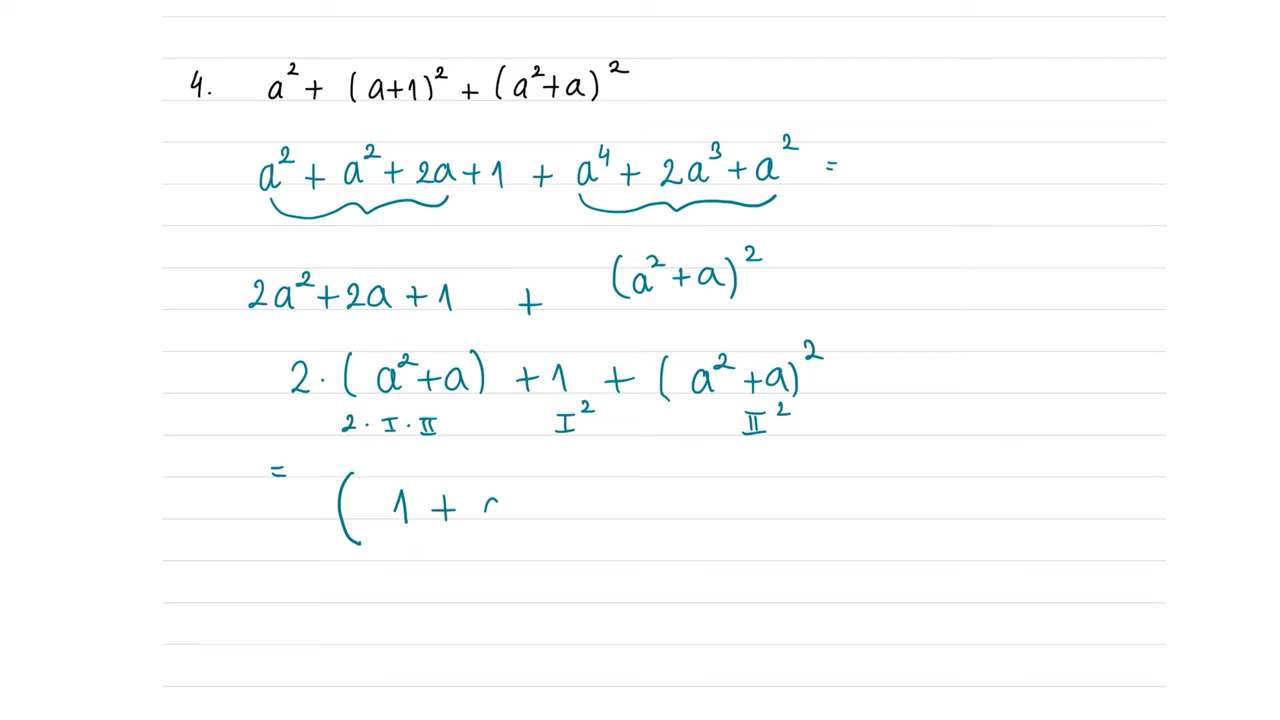 4. a² + (a+1)² + (a²+a)²
a² + a² + 2a + 1 + a⁴ + 2a³ + a² =
2a² + 2a + 1 + (a² + a)²
2 · (a² + a) + 1 + (a² + a)²
2 · I · II I² II²
=
( 1 +